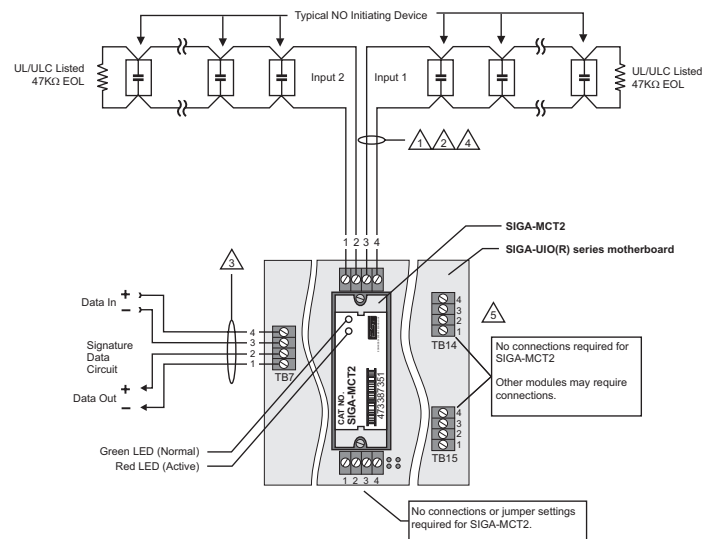 Typical NO Initiating Device
UL/ULC Listed
47KΩ EOL
Input 2
Input 1
UL/ULC Listed
47KΩ EOL
1 2 4
1 2 3 4
SIGA-MCT2
SIGA-UIO(R) series motherboard
3
Data In
+
–
Signature
Data
Circuit
+
–
Data Out
4
3
2
1
TB7
4
3
2
1
TB14
5
No connections required for
SIGA-MCT2
Other modules may require
connections.
CAT NO.
SIGA-MCT2
473387351
4
3
2
1
TB15
Green LED (Normal)
Red LED (Active)
1 2 3 4
No connections or jumper settings
required for SIGA-MCT2.